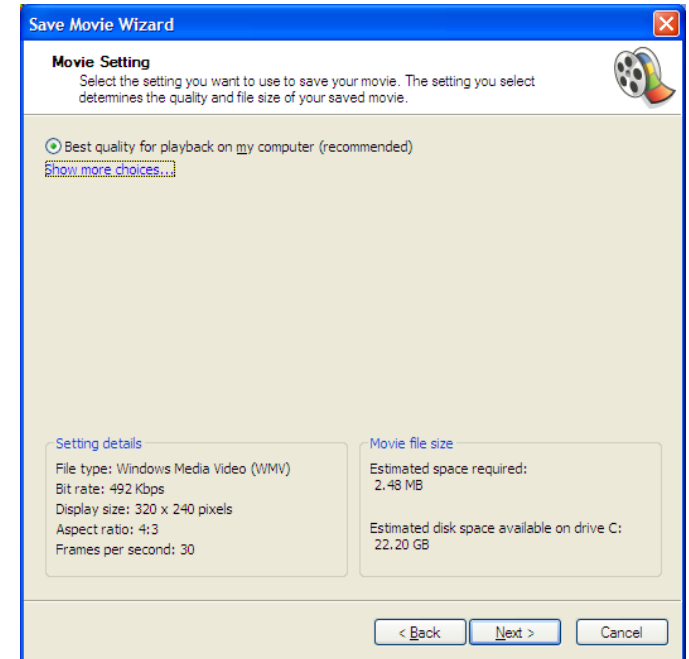 Save Movie Wizard
Movie Setting
Select the setting you want to use to save your movie. The setting you select
determines the quality and file size of your saved movie.
Best quality for playback on my computer (recommended)
Show more choices...
Setting details
File type: Windows Media Video (WMV)
Bit rate: 492 Kbps
Display size: 320 x 240 pixels
Aspect ratio: 4:3
Frames per second: 30
Movie file size
Estimated space required:
2.48 MB
Estimated disk space available on drive C:
22.20 GB
< Back
Next >
Cancel